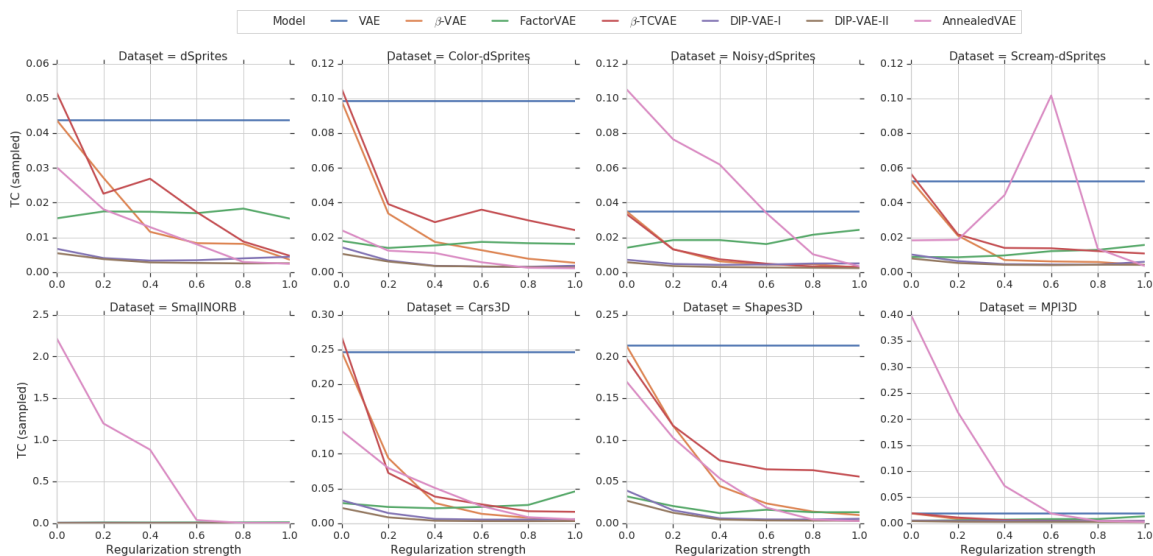 Model VAE β-VAE FactorVAE β-TCVAE DIP-VAE-I DIP-VAE-II AnnealedVAE
Dataset = dSprites
Dataset = Color-dSprites
Dataset = Noisy-dSprites
Dataset = Scream-dSprites
TC (sampled)
0.06
0.05
0.04
0.03
0.02
0.01
0.00
0.0 0.2 0.4 0.6 0.8 1.0
0.12
0.10
0.08
0.06
0.04
0.02
0.00
0.0 0.2 0.4 0.6 0.8 1.0
0.12
0.10
0.08
0.06
0.04
0.02
0.00
0.0 0.2 0.4 0.6 0.8 1.0
0.12
0.10
0.08
0.06
0.04
0.02
0.00
0.0 0.2 0.4 0.6 0.8 1.0
Dataset = SmallNORB
Dataset = Cars3D
Dataset = Shapes3D
Dataset = MPI3D
TC (sampled)
2.5
2.0
1.5
1.0
0.5
0.0
0.0 0.2 0.4 0.6 0.8 1.0
Regularization strength
0.30
0.25
0.20
0.15
0.10
0.05
0.00
0.0 0.2 0.4 0.6 0.8 1.0
Regularization strength
0.25
0.20
0.15
0.10
0.05
0.00
0.0 0.2 0.4 0.6 0.8 1.0
Regularization strength
0.40
0.35
0.30
0.25
0.20
0.15
0.10
0.05
0.00
0.0 0.2 0.4 0.6 0.8 1.0
Regularization strength